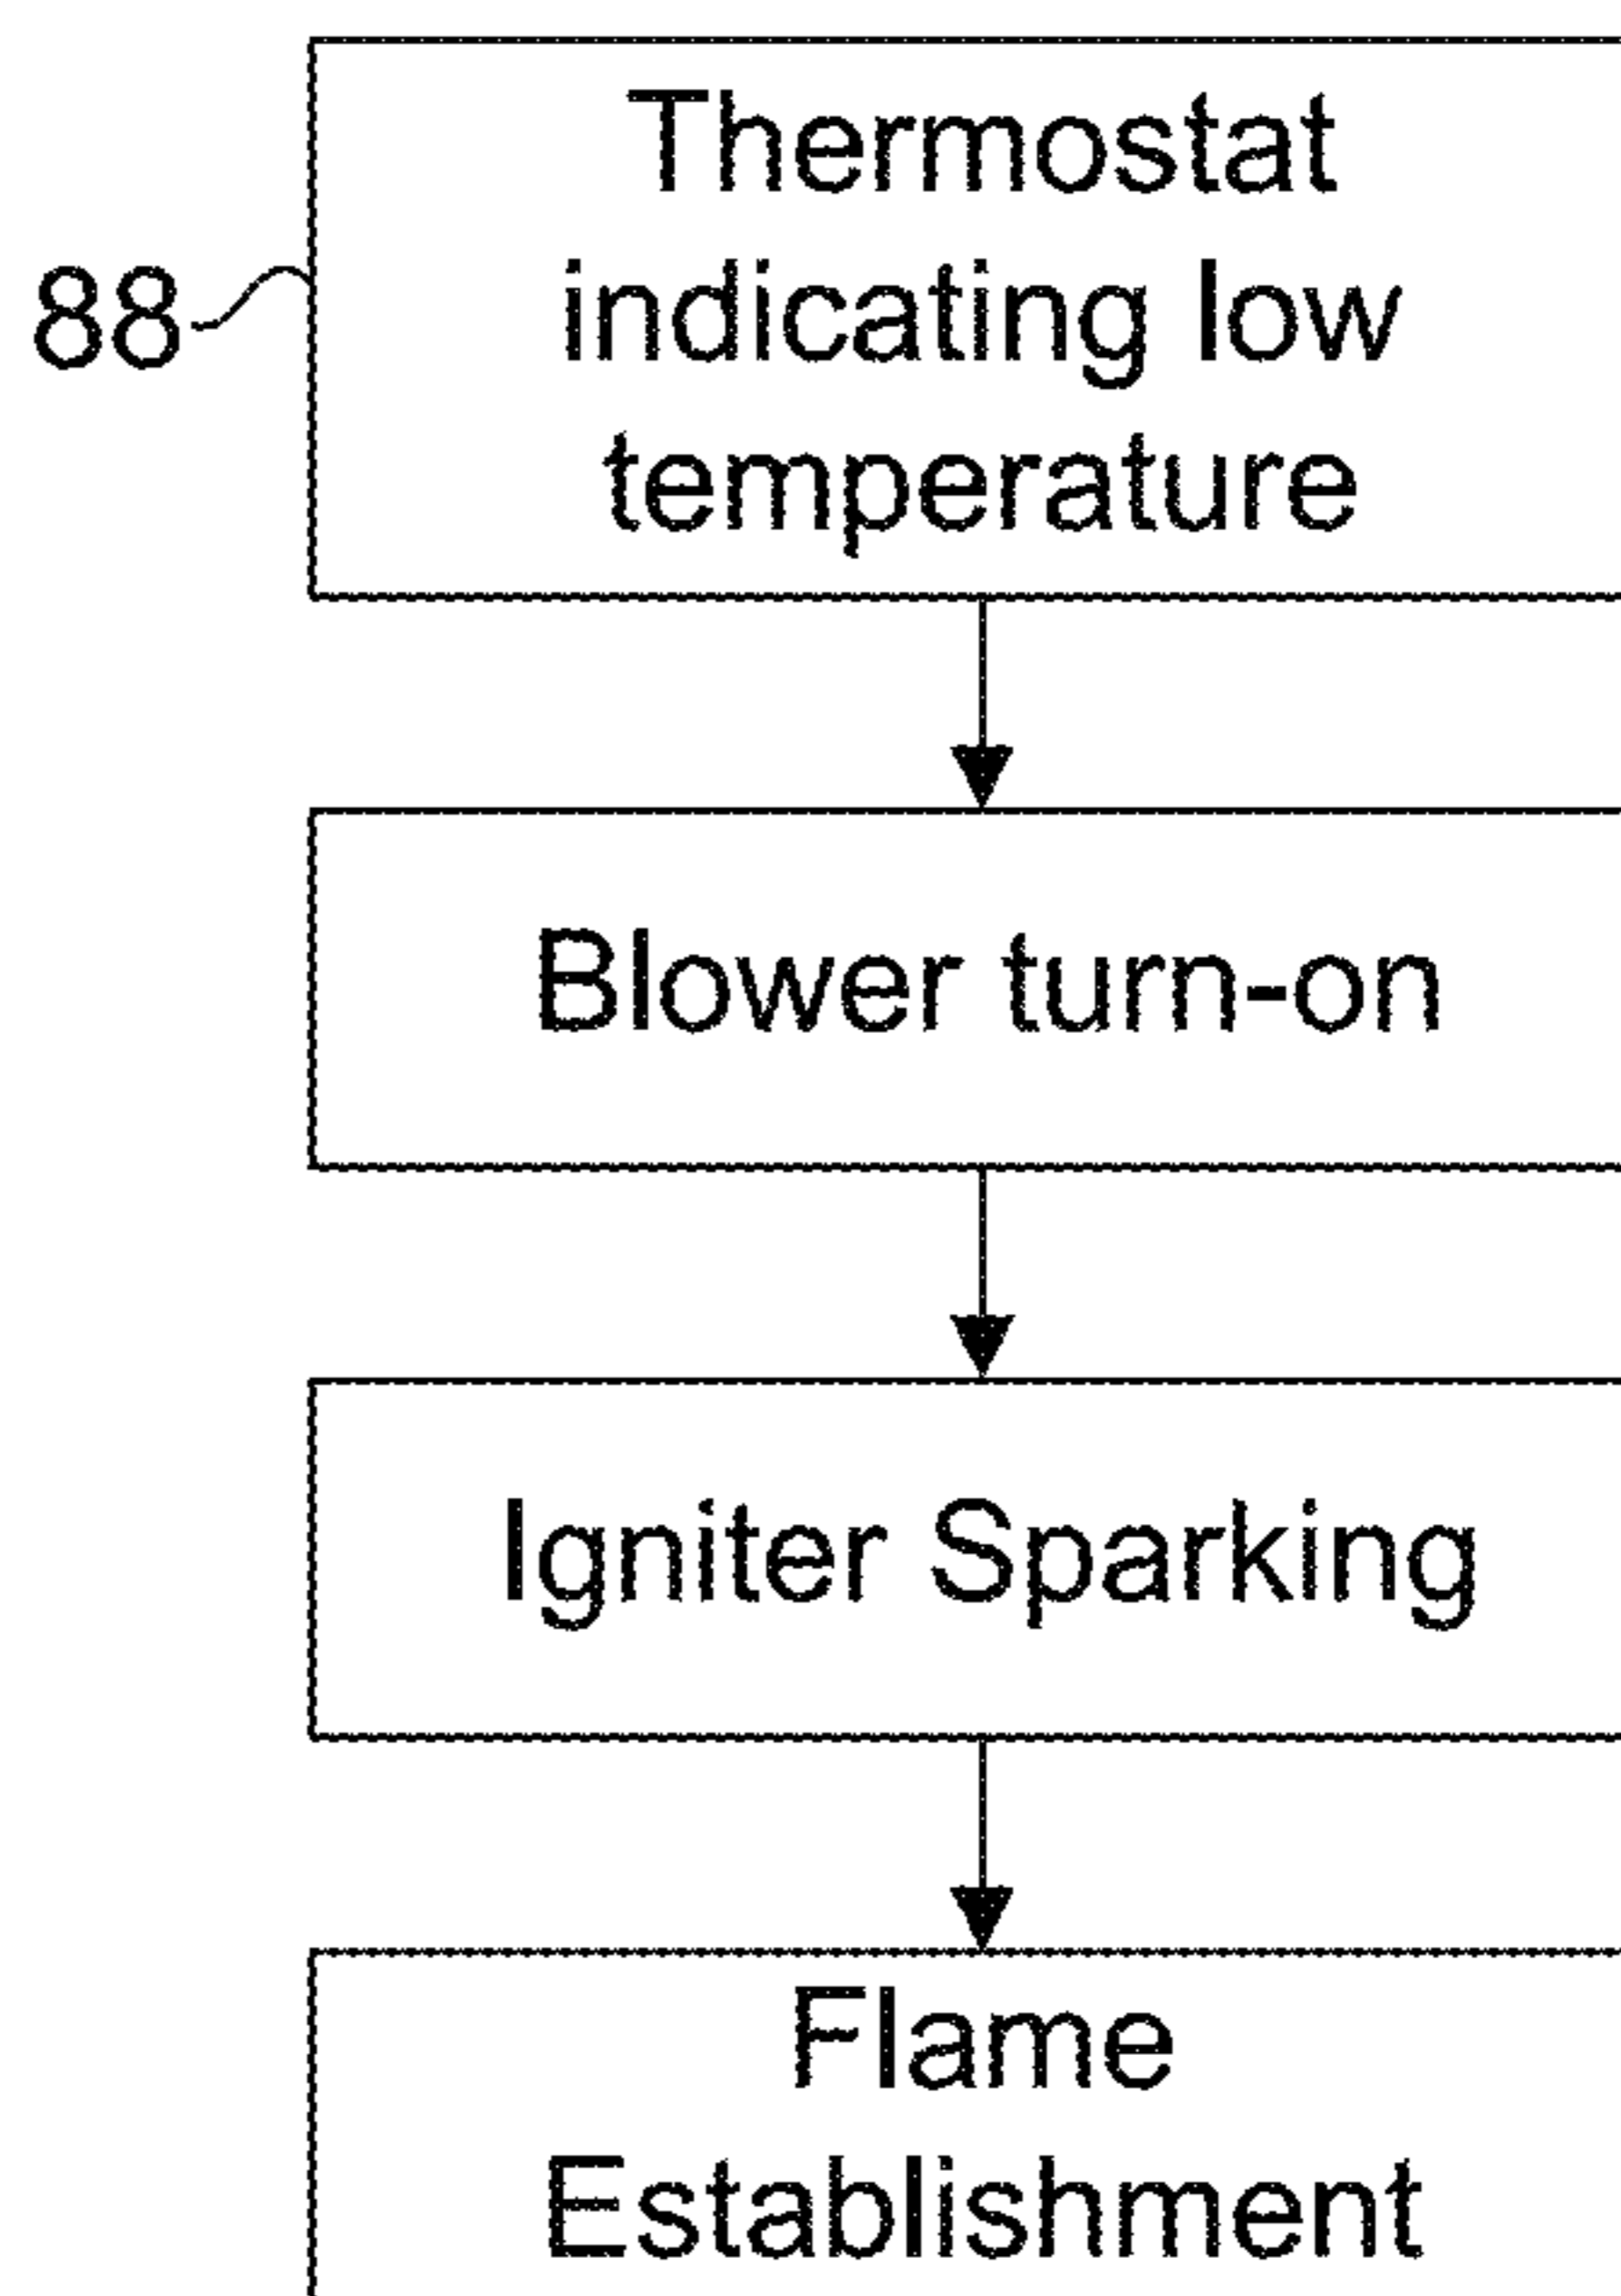 Thermostat
88
indicating low
temperature
Blower turn-on
Igniter Sparking
Flame
Establishment